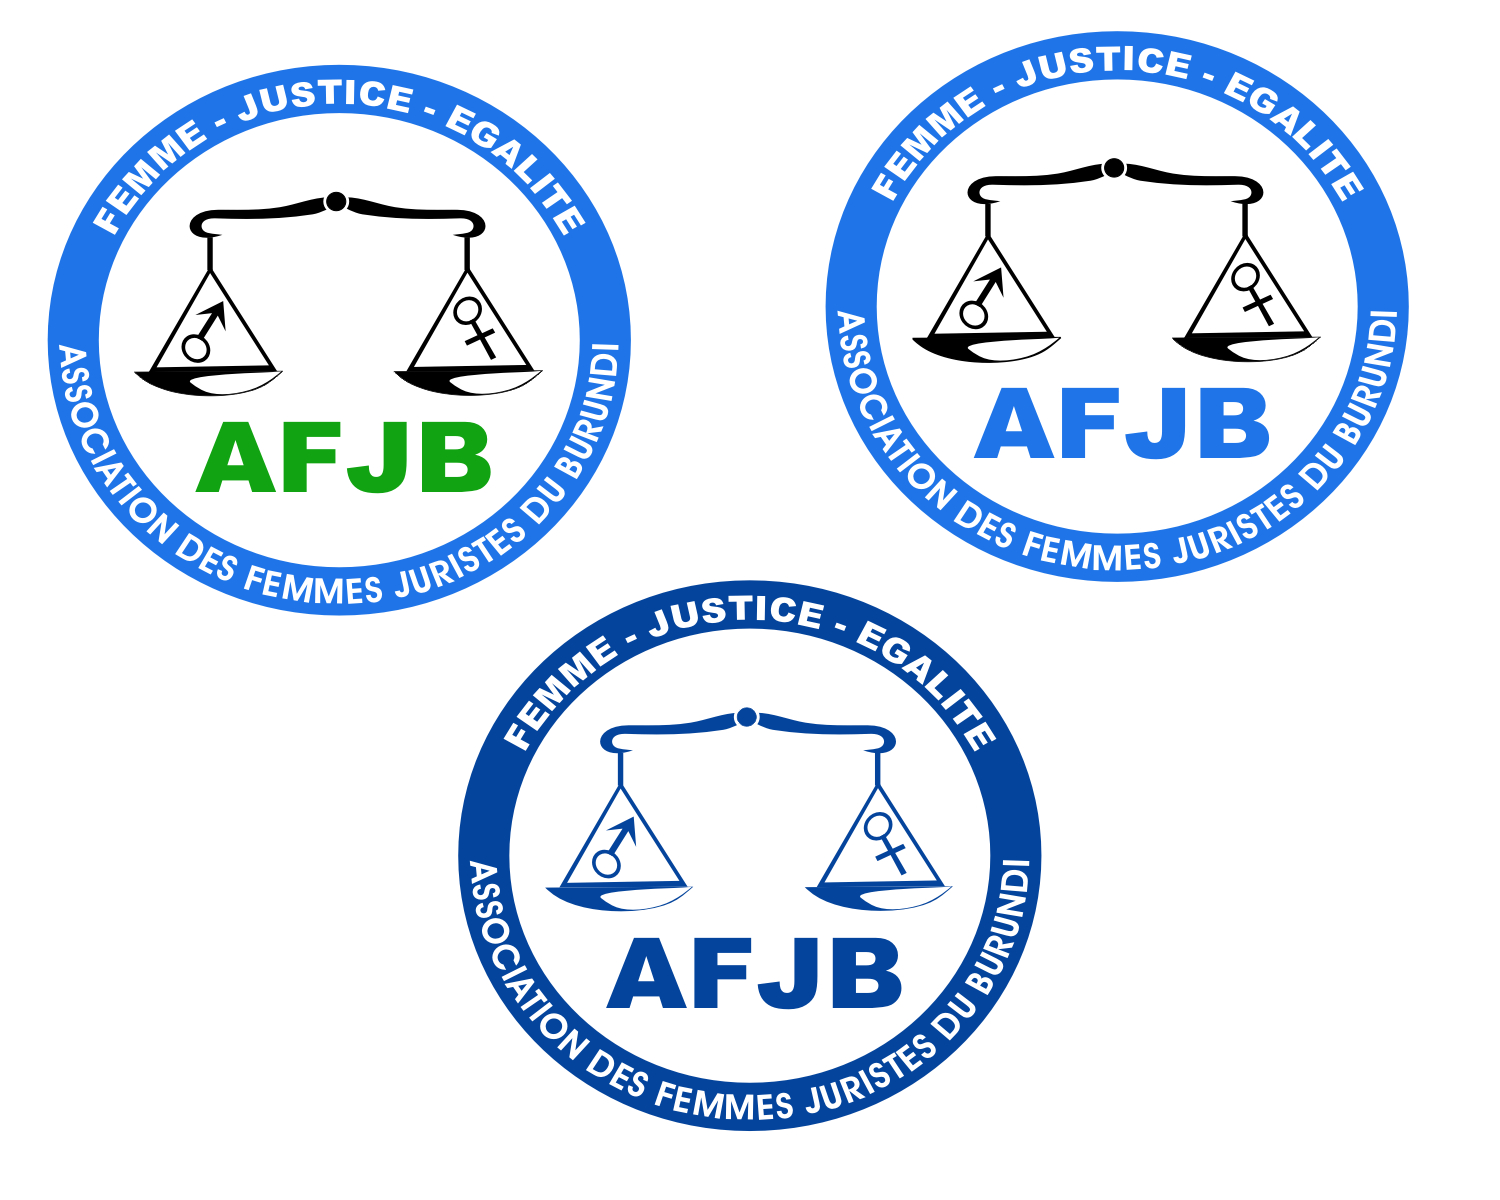 FEMME - JUSTICE - EGALITE
AFJB
ASSOCIATION DES FEMMES JURISTES DU BURUNDI
FEMME - JUSTICE - EGALITE
AFJB
ASSOCIATION DES FEMMES JURISTES DU BURUNDI
FEMME - JUSTICE - EGALITE
AFJB
ASSOCIATION DES FEMMES JURISTES DU BURUNDI